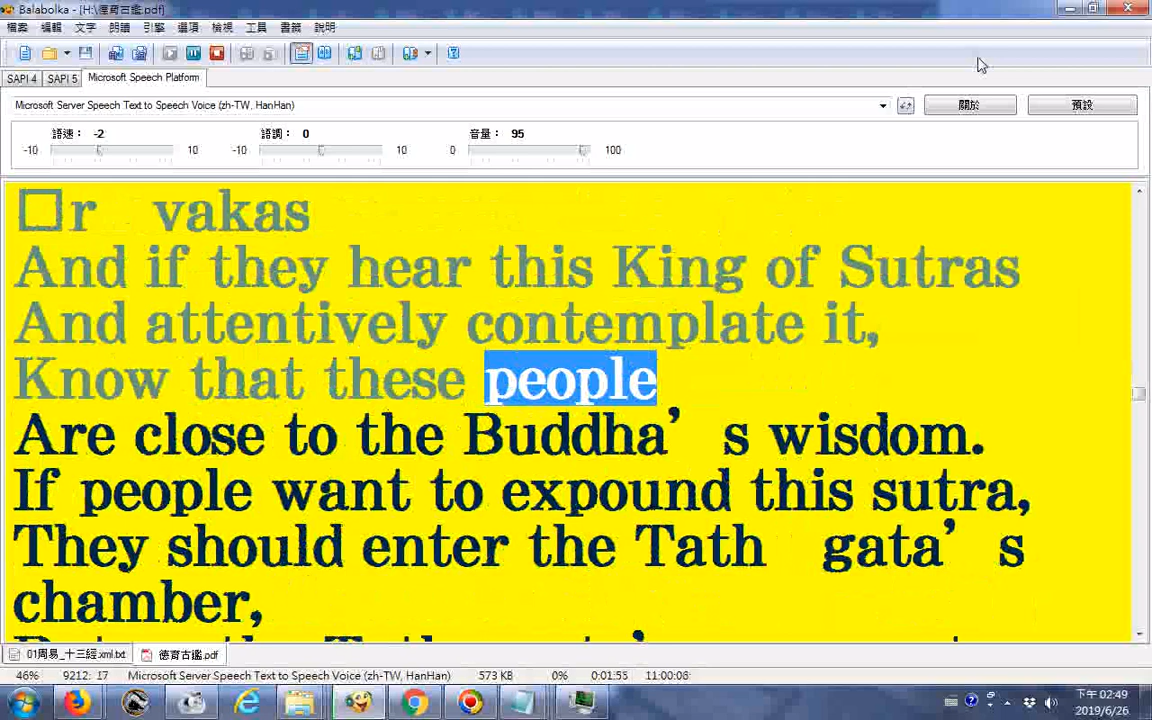 Balabolka - [H:\德育古鑑.pdf]
檔案 編輯 文字 朗讀 引擎 選項 檢視 工具 書籤 說明
SAPI 4 SAPI 5 Microsoft Speech Platform
Microsoft Server Speech Text to Speech Voice (zh-TW, HanHan) 關於 預設
語速： -2 語調： 0 音量： 95
-10 10 -10 10 0 100
□r vakas
And if they hear this King of Sutras
And attentively contemplate it,
Know that these people
Are close to the Buddha’s wisdom.
If people want to expound this sutra,
They should enter the Tath gata’s
chamber,
01周易_十三經.xml.txt 德育古鑑.pdf
46% 9212: 17 Microsoft Server Speech Text to Speech Voice (zh-TW, HanHan) 573 KB 0% 0:01:55 11:00:08
下午 02:49
2019/6/26